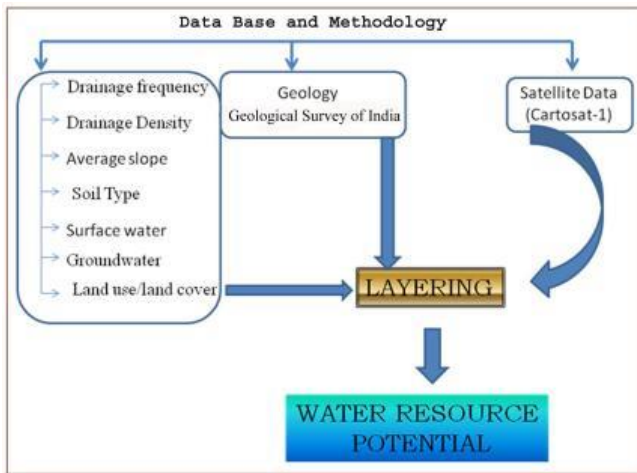 Data Base and Methodology
Drainage frequency
Drainage Density
Average slope
Soil Type
Surface water
Groundwater
Land use/land cover
Geology
Geological Survey of India
Satellite Data
(Cartosat-1)
LAYERING
WATER RESOURCE
POTENTIAL